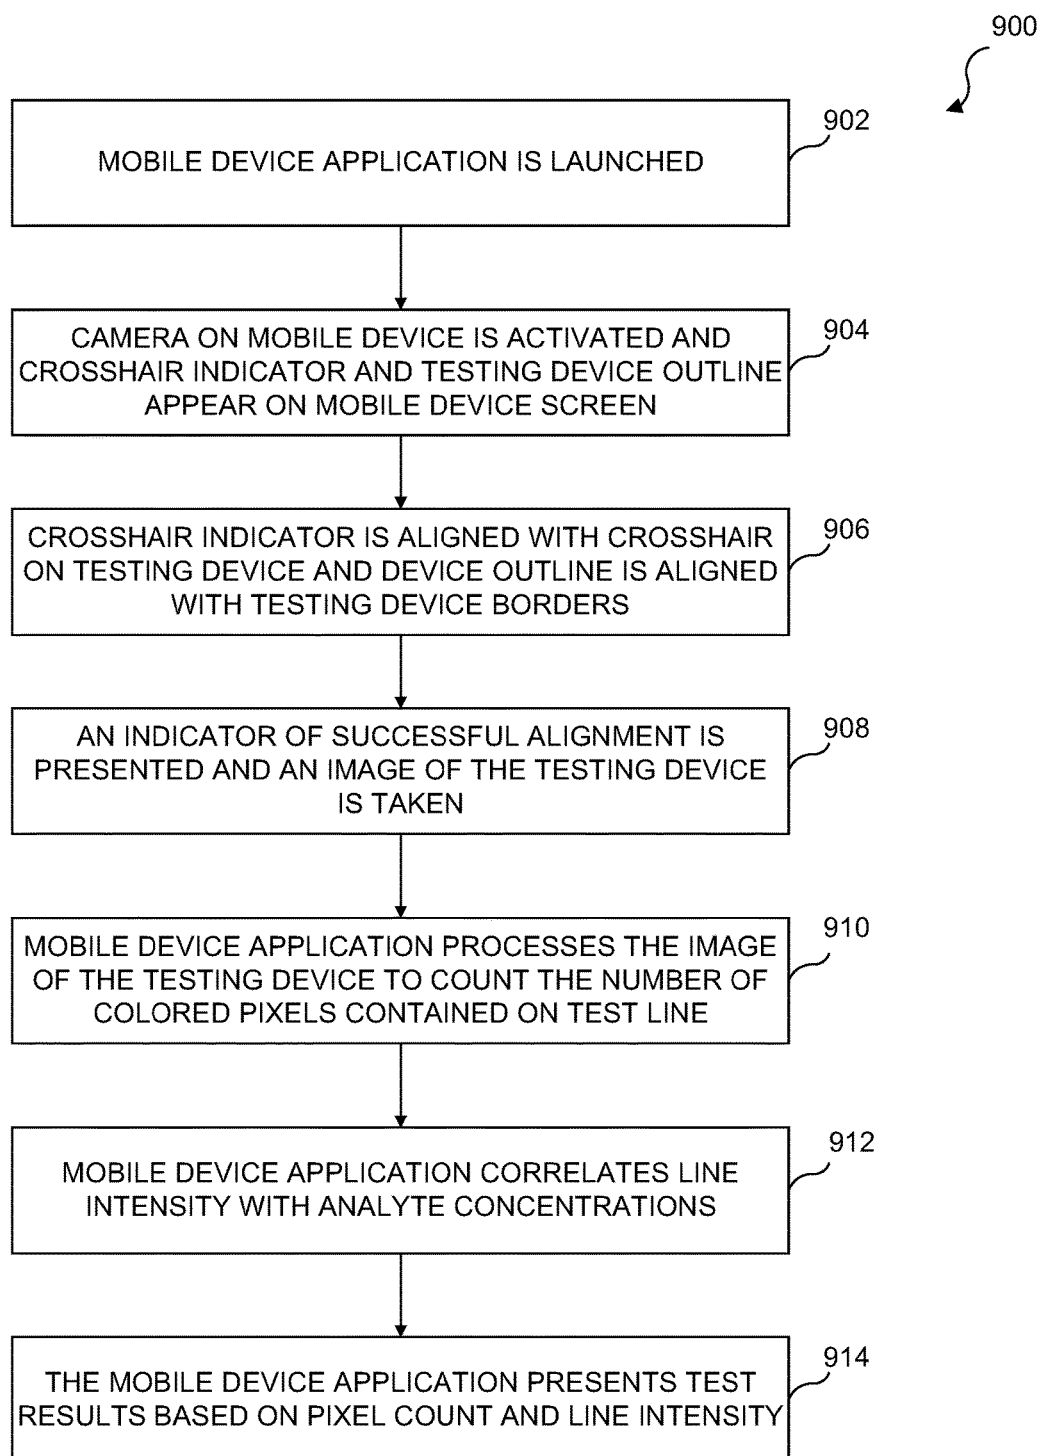 900
902
MOBILE DEVICE APPLICATION IS LAUNCHED
904
CAMERA ON MOBILE DEVICE IS ACTIVATED AND
CROSSHAIR INDICATOR AND TESTING DEVICE OUTLINE
APPEAR ON MOBILE DEVICE SCREEN
906
CROSSHAIR INDICATOR IS ALIGNED WITH CROSSHAIR
ON TESTING DEVICE AND DEVICE OUTLINE IS ALIGNED
WITH TESTING DEVICE BORDERS
908
AN INDICATOR OF SUCCESSFUL ALIGNMENT IS
PRESENTED AND AN IMAGE OF THE TESTING DEVICE
IS TAKEN
910
MOBILE DEVICE APPLICATION PROCESSES THE IMAGE
OF THE TESTING DEVICE TO COUNT THE NUMBER OF
COLORED PIXELS CONTAINED ON TEST LINE
912
MOBILE DEVICE APPLICATION CORRELATES LINE
INTENSITY WITH ANALYTE CONCENTRATIONS
914
THE MOBILE DEVICE APPLICATION PRESENTS TEST
RESULTS BASED ON PIXEL COUNT AND LINE INTENSITY